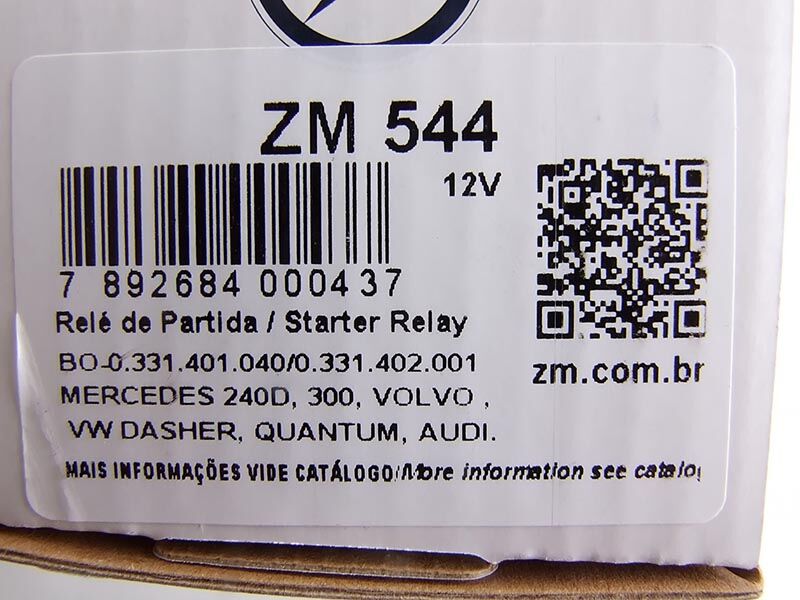 ZM 544
12V
7 892684 000437
Relé de Partida / Starter Relay
BO-0.331.401.040/0.331.402.001
zm.com.br
MERCEDES 240D, 300, VOLVO ,
VW DASHER, QUANTUM, AUDI.
MAIS INFORMAÇÕES VIDE CATÁLOGO/More information see catalog